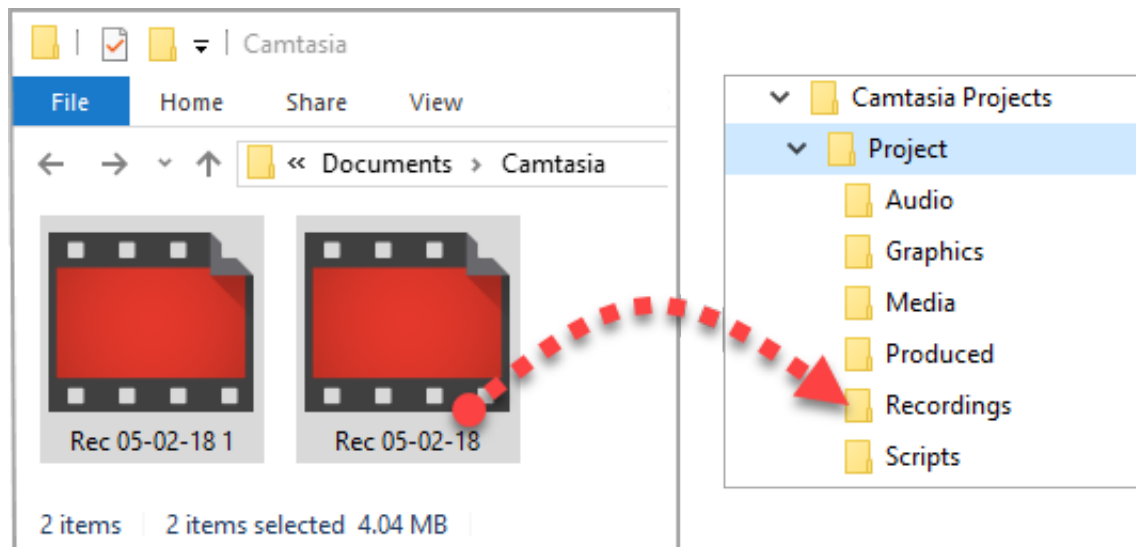 Camtasia
File Home Share View
« Documents > Camtasia
Rec 05-02-18 1 Rec 05-02-18
2 items 2 items selected 4.04 MB
Camtasia Projects
Project
Audio
Graphics
Media
Produced
Recordings
Scripts